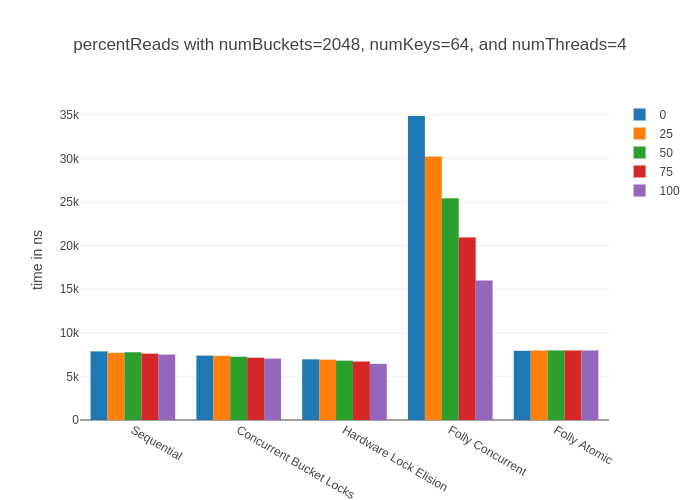 percentReads with numBuckets=2048, numKeys=64, and numThreads=4
35k
30k
25k
20k
15k
10k
5k
0
time in ns
Sequential
Concurrent Bucket Locks
Hardware Lock Elision
Folly Concurrent
Folly Atomic
0
25
50
75
100